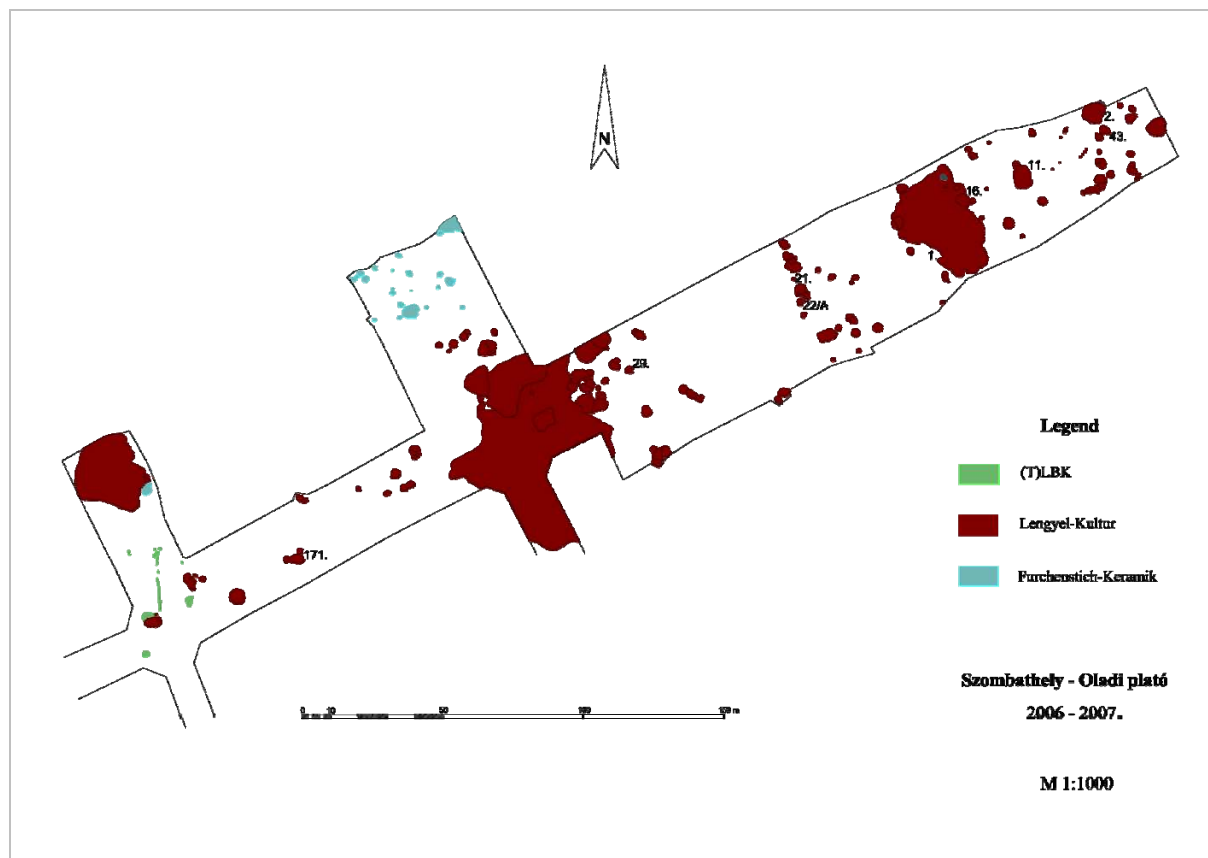 N
2.
43.
11.
16.
1.
21.
22/A
29.
171.
Legend
(T)LBK
Lengyel-Kultur
Furchenstich-Keramik
0 10 50 100
Szombathely - Oladi plató
2006 - 2007.
M 1:1000